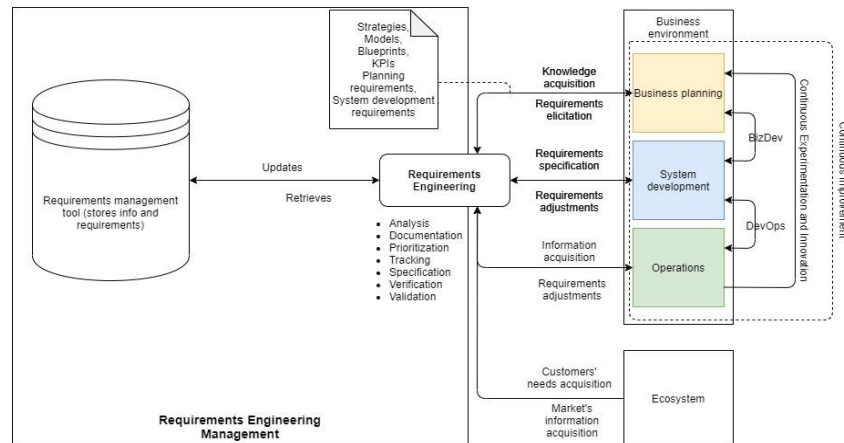 Strategies,
Models,
Blueprints,
KPIs
Planning
requirements,
System development
requirements
Business
environment
Knowledge
acquisition
Requirements
elicitation
Business planning
BizDev
Updates
Retrieves
Requirements management
tool (stores info and
requirements)
Requirements
Engineering
Analysis
Documentation
Prioritization
Tracking
Specification
Verification
Validation
Requirements
specification
Requirements
adjustments
System
development
DevOps
Information
acquisition
Requirements
adjustments
Operations
Continuous Experimentation and Innovation
Continuous improvement
Customers'
needs acquisition
Market's
information
acquisition
Ecosystem
Requirements Engineering
Management